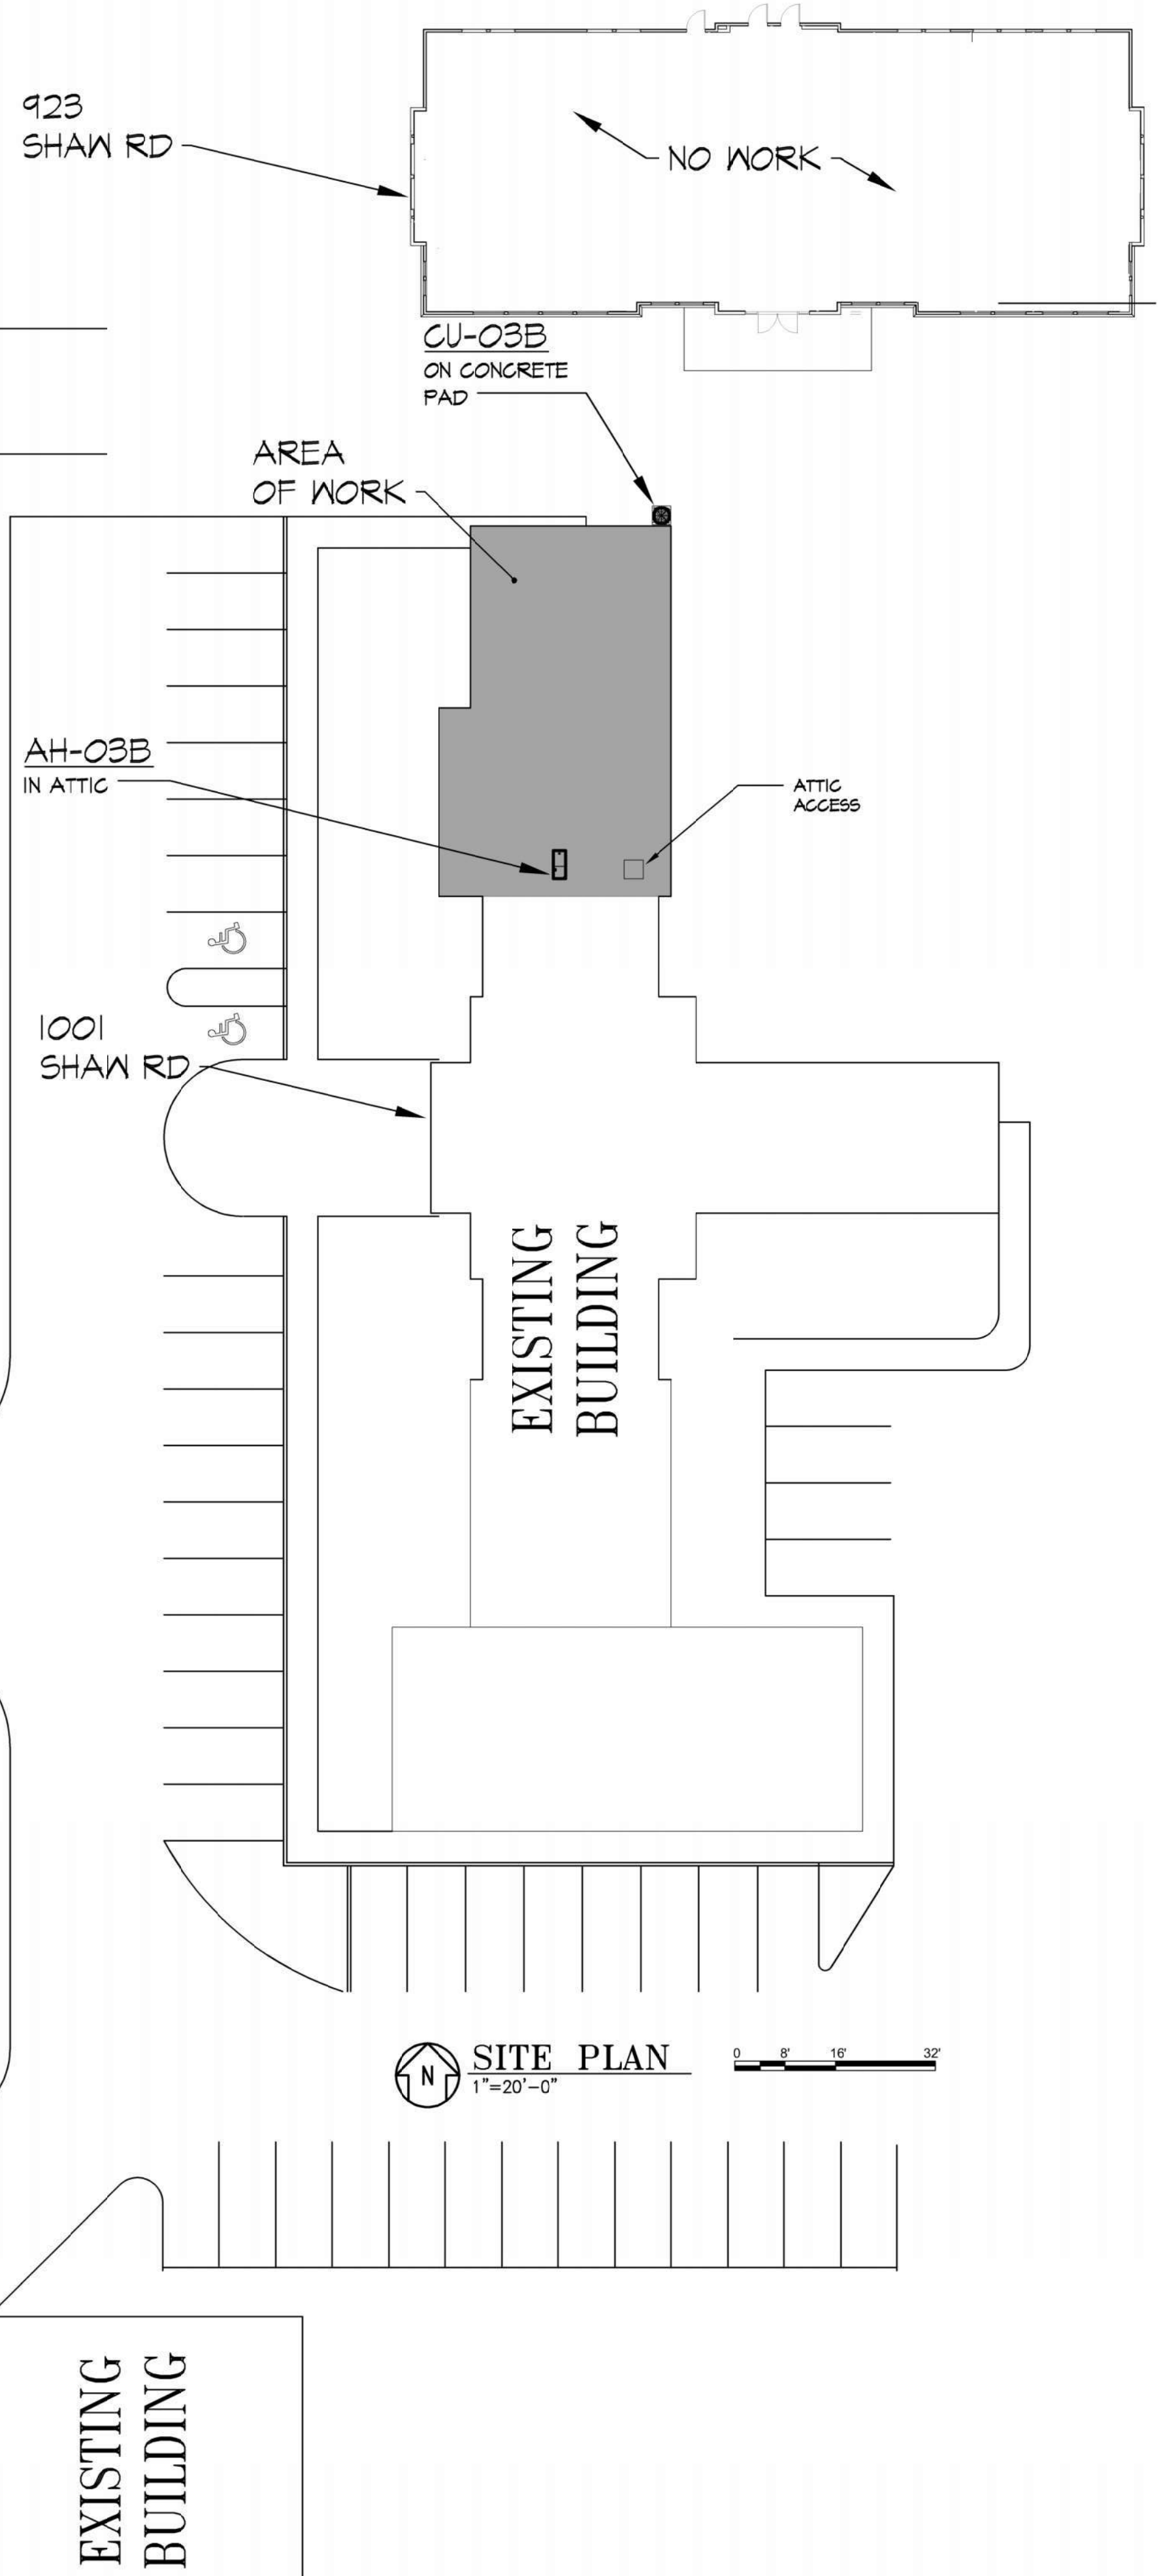 923
SHAW RD
NO WORK
CU-03B
ON CONCRETE
PAD
AREA
OF WORK
AH-03B
IN ATTIC
ATTIC
ACCESS
1001
SHAW RD
EXISTING
BUILDING
N
SITE PLAN
1"=20'-0"
0 8' 16' 32'
EXISTING
BUILDING